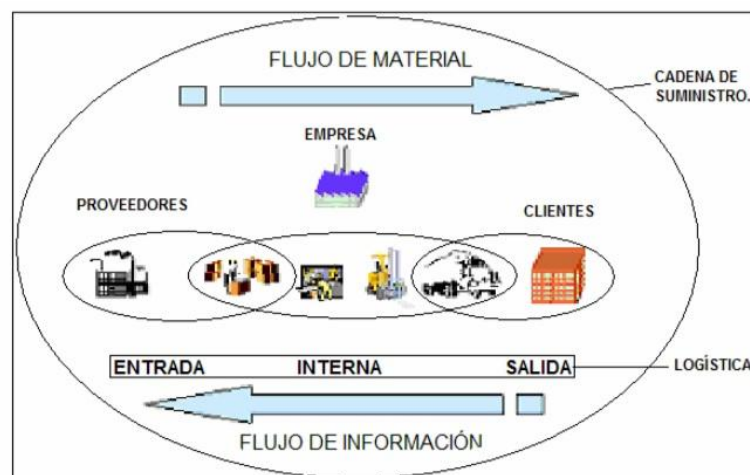 FLUJO DE MATERIAL
CADENA DE
SUMINISTRO.
EMPRESA
PROVEEDORES
CLIENTES
ENTRADA INTERNA SALIDA
LOGÍSTICA
FLUJO DE INFORMACIÓN